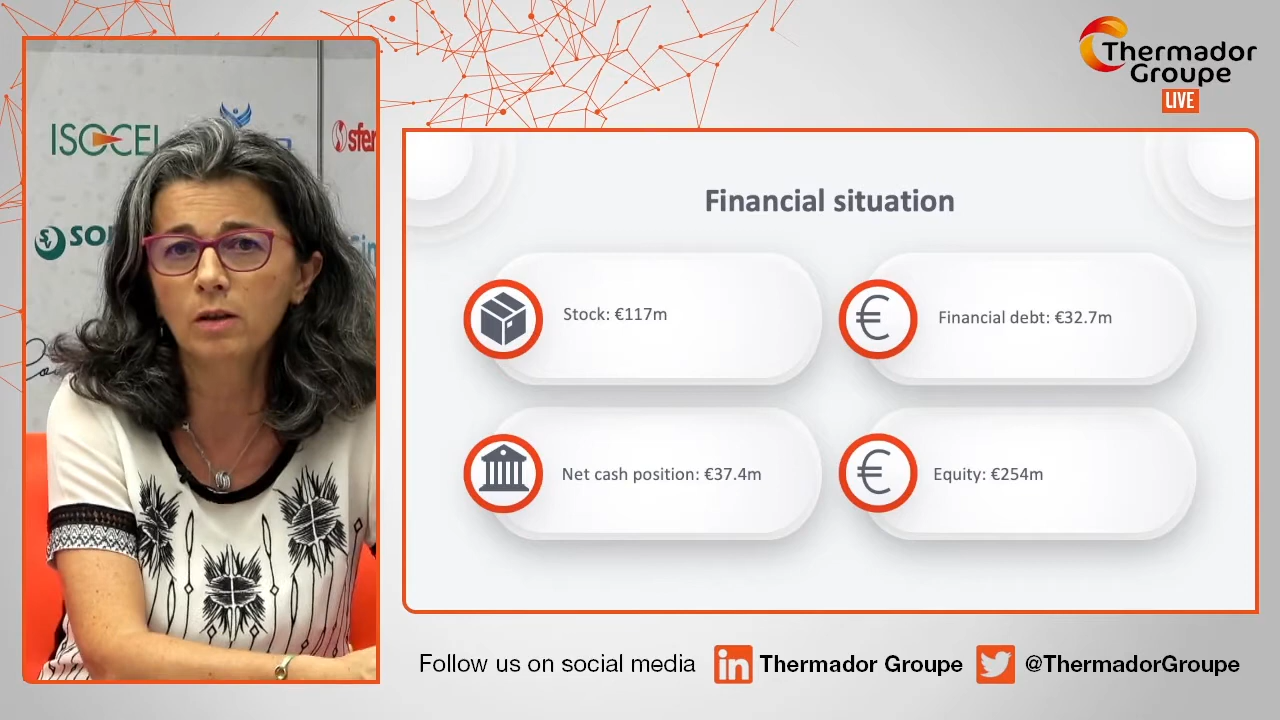 Thermador
Groupe
LIVE
ISOCEL
Financial situation
Stock: €117m
Financial debt: €32.7m
Net cash position: €37.4m
Equity: €254m
Follow us on social media
in Thermador Groupe
@ThermadorGroupe